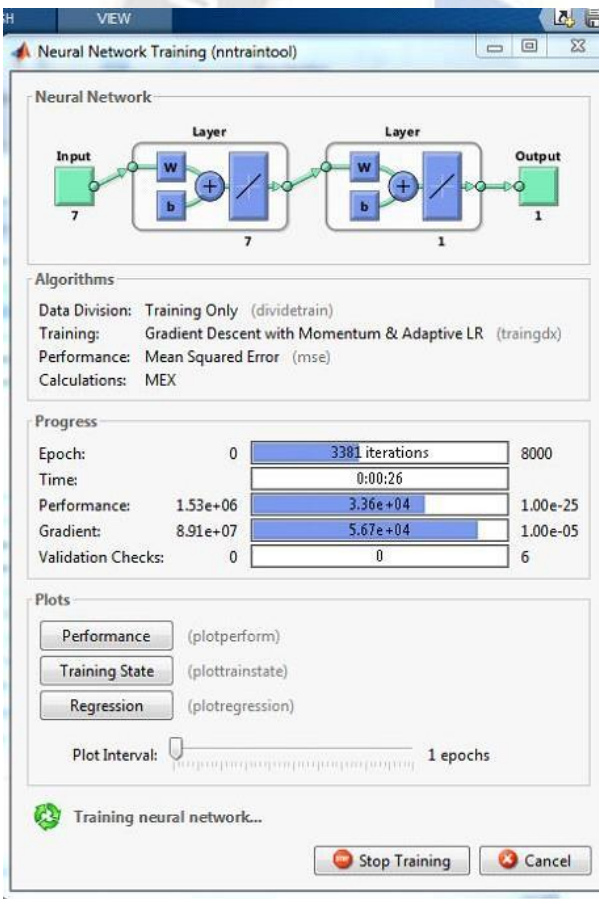 SH VIEW
Neural Network Training (nntraintool)
Neural Network
Layer Layer
Input Output
W W
b b
7 1
7 1
Algorithms
Data Division: Training Only (dividetrain)
Training: Gradient Descent with Momentum & Adaptive LR (traingdx)
Performance: Mean Squared Error (mse)
Calculations: MEX
Progress
Epoch: 0 3381 iterations 8000
Time: 0:00:26
Performance: 1.53e+06 3.36e+04 1.00e-25
Gradient: 8.91e+07 5.67e+04 1.00e-05
Validation Checks: 0 0 6
Plots
Performance (plotperform)
Training State (plottrainstate)
Regression (plotregression)
Plot Interval: 1 epochs
Training neural network...
Stop Training Cancel